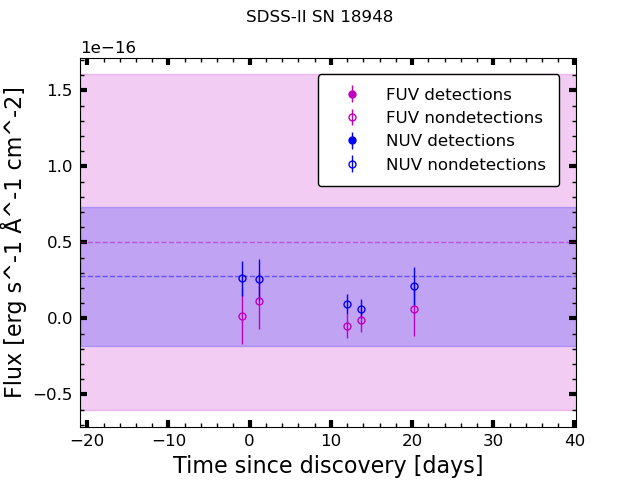 SDSS-II SN 18948
1e−16
1.5
1.0
0.5
0.0
−0.5
Flux [erg s^-1 Å^-1 cm^-2]
FUV detections
FUV nondetections
NUV detections
NUV nondetections
−20 −10 0 10 20 30 40
Time since discovery [days]